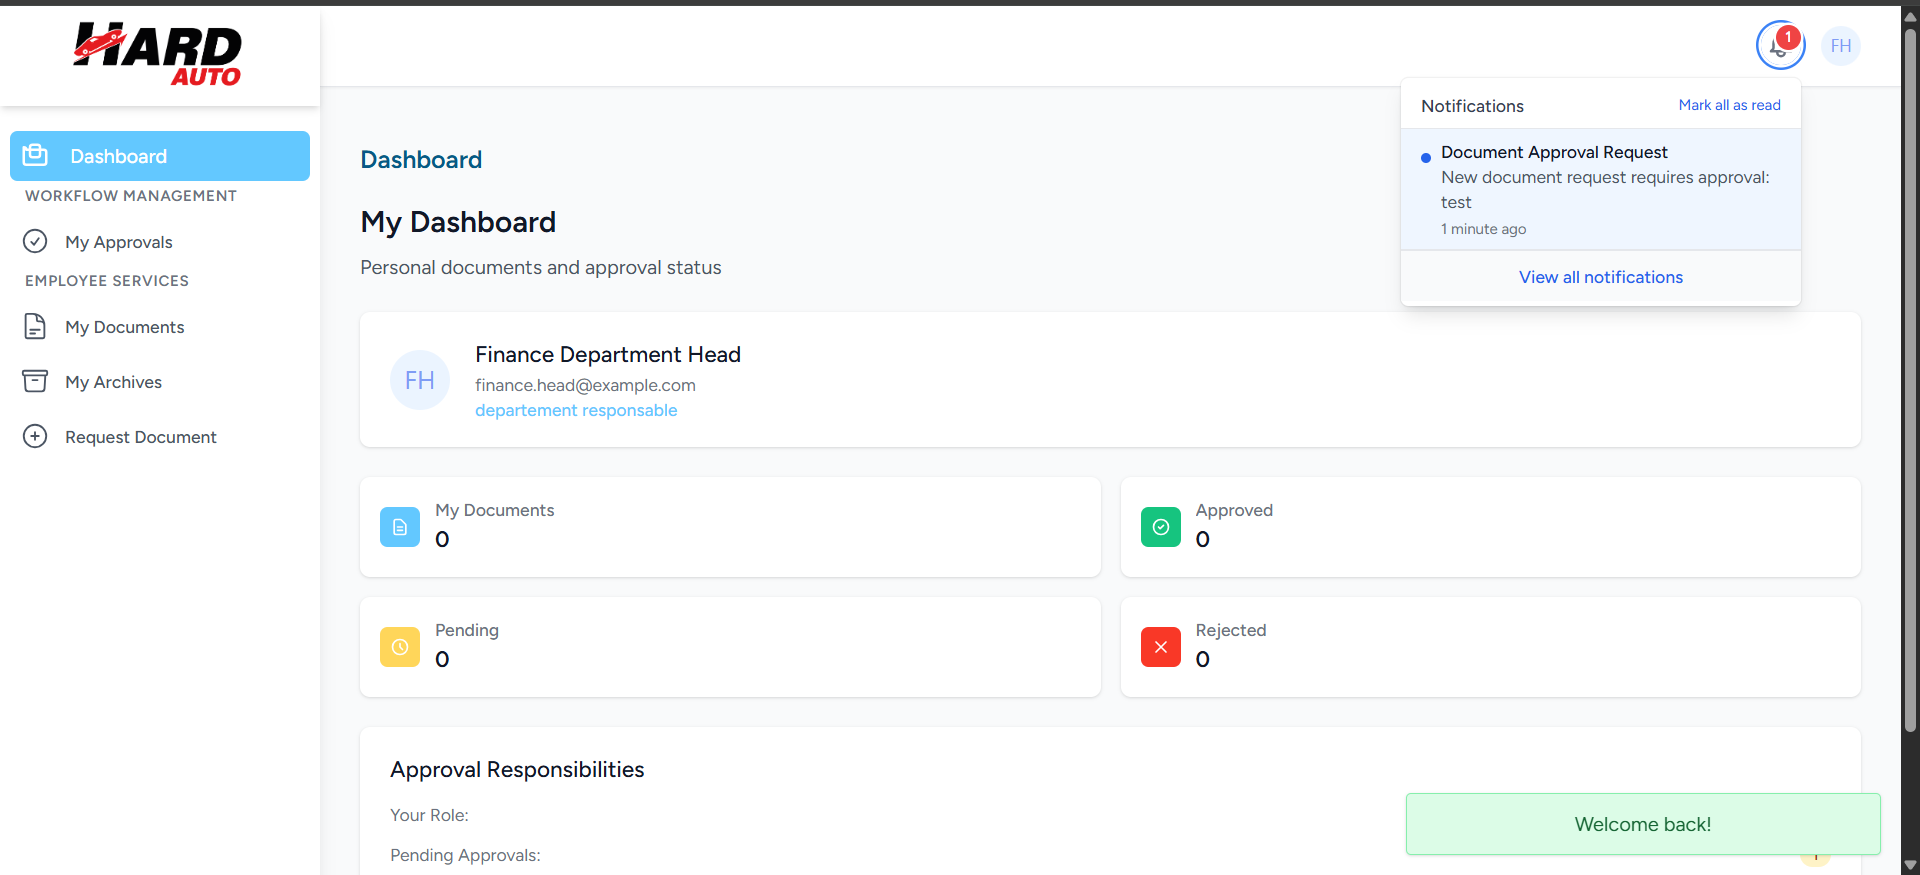 HARD
AUTO
Dashboard
WORKFLOW MANAGEMENT
My Approvals
EMPLOYEE SERVICES
My Documents
My Archives
Request Document
1
FH
Notifications
Mark all as read
Document Approval Request
New document request requires approval:
test
1 minute ago
View all notifications
Dashboard
My Dashboard
Personal documents and approval status
FH
Finance Department Head
finance.head@example.com
departement responsable
My Documents
0
Approved
0
Pending
0
Rejected
0
Approval Responsibilities
Your Role:
Pending Approvals:
Welcome back!